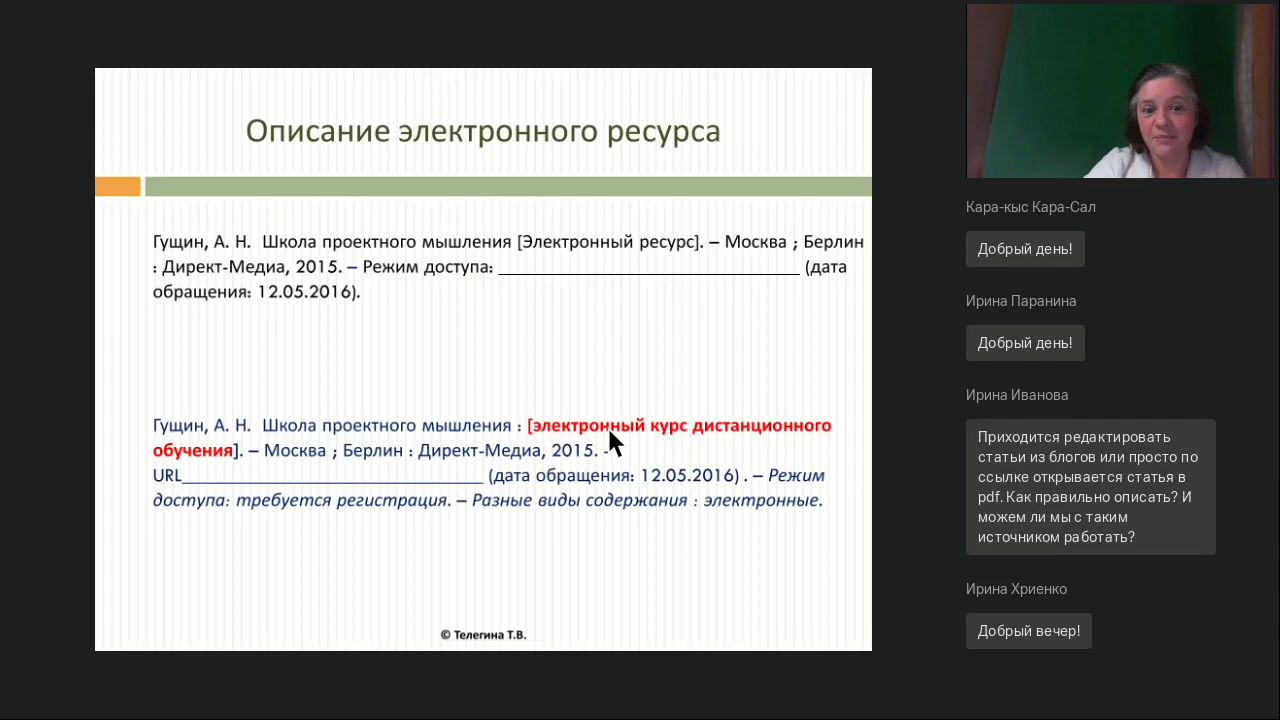 Описание электронного ресурса
Гущин, А. Н. Школа проектного мышления [Электронный ресурс]. – Москва ; Берлин
: Директ-Медиа, 2015. – Режим доступа: ______________________________ (дата
обращения: 12.05.2016).
Гущин, А. Н. Школа проектного мышления : [электронный курс дистанционного
обучения]. – Москва ; Берлин : Директ-Медиа, 2015. -
URL______________________________ (дата обращения: 12.05.2016) . – Режим
доступа: требуется регистрация. – Разные виды содержания : электронные.
© Телегина Т.В.
Кара-кыс Кара-Сал
Добрый день!
Ирина Паранина
Добрый день!
Ирина Иванова
Приходится редактировать
статьи из блогов или просто по
ссылке открывается статья в
pdf. Как правильно описать? И
можем ли мы с таким
источником работать?
Ирина Хриенко
Добрый вечер!